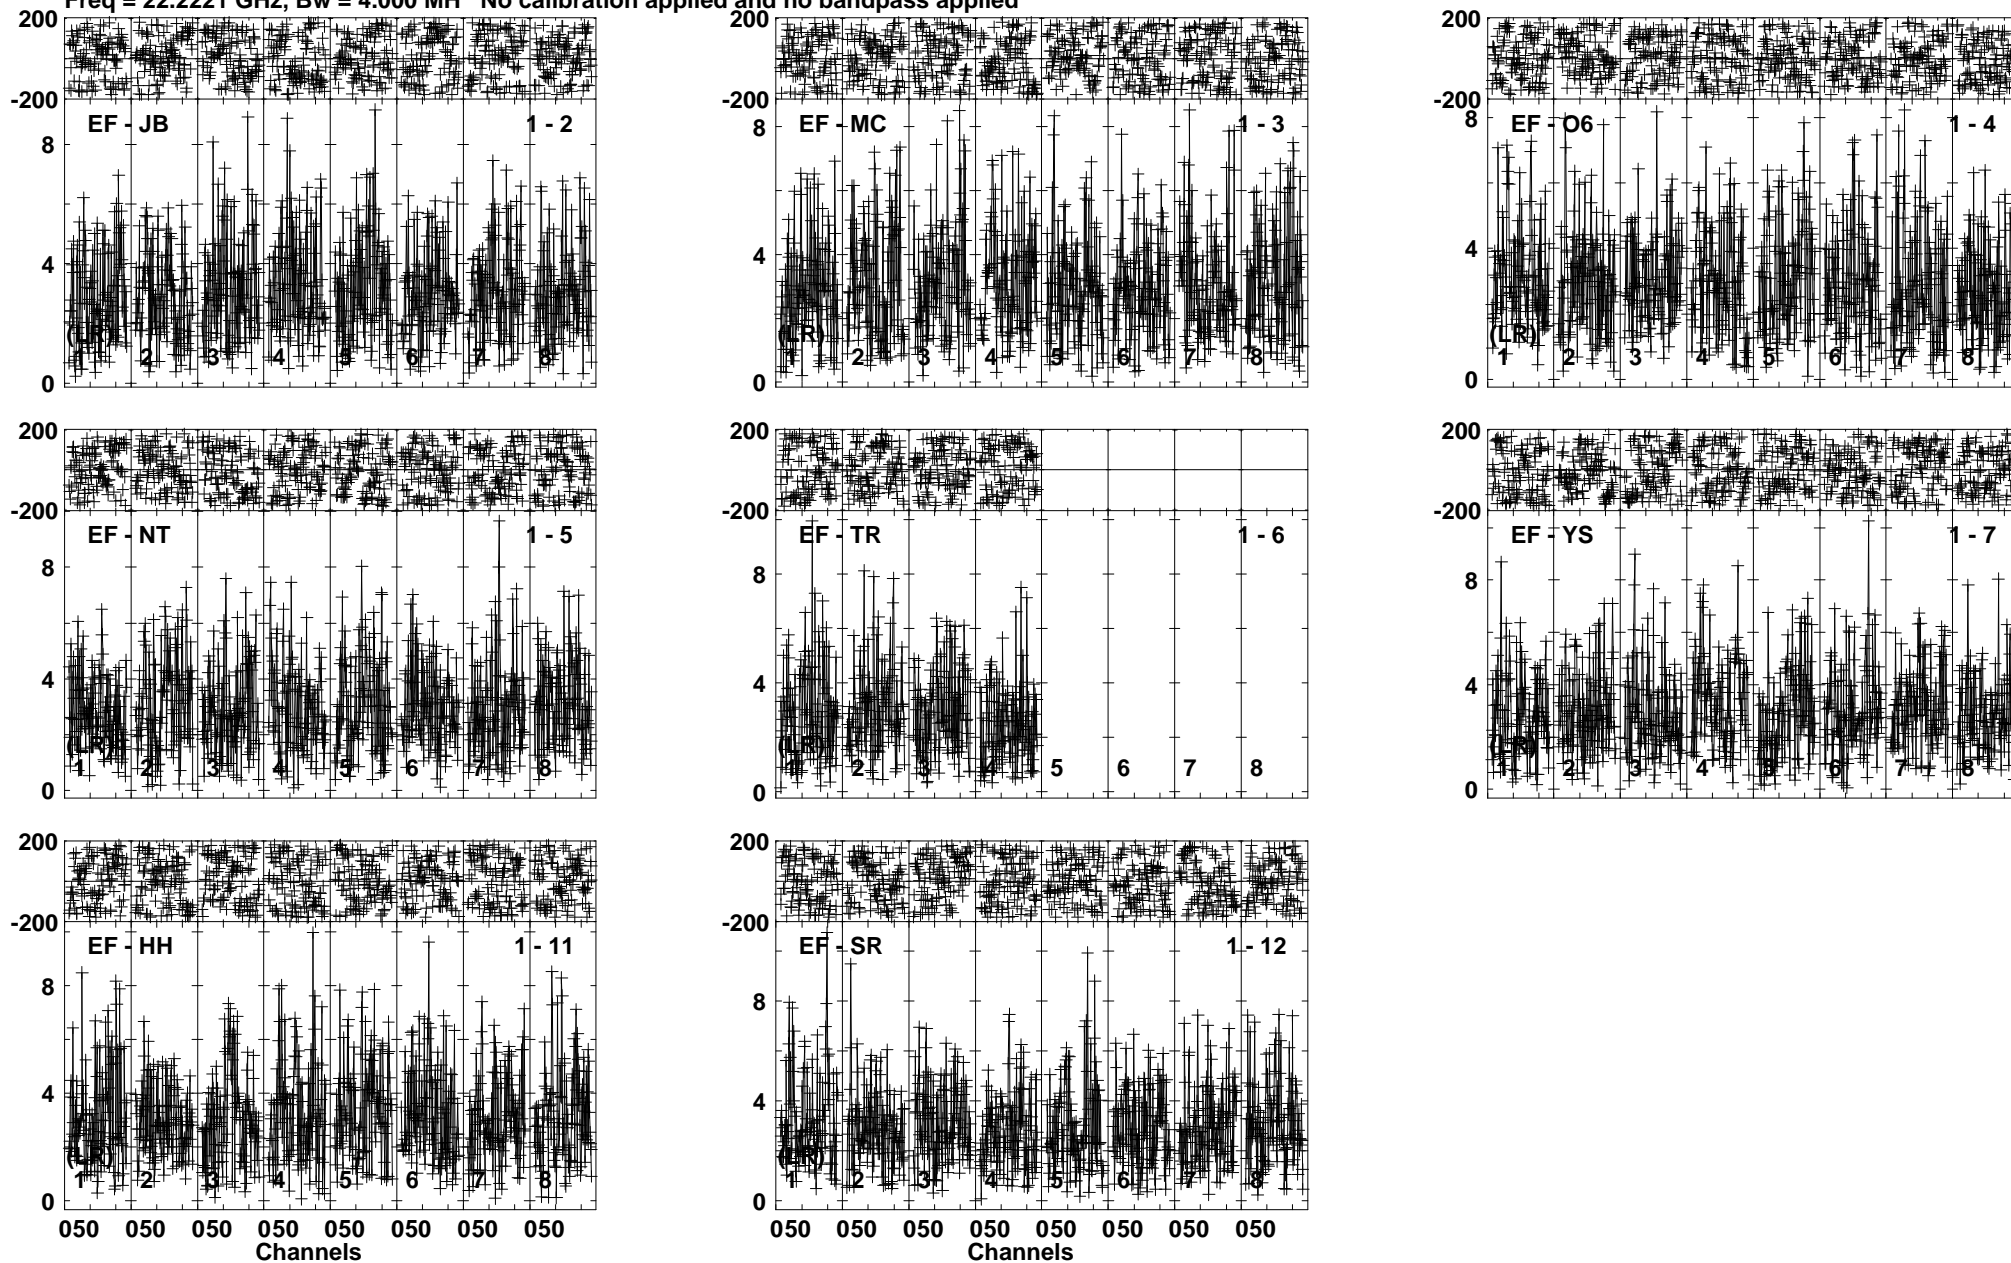 Freq = 22.2221 GHz, Bw = 4.000 MH No calibration applied and no bandpass applied
200
-200
EF - JB 1 - 2
8
4
0
(LR)
1 2 3 4 5 6 7 8
200
-200
EF - MC 1 - 3
8
4
0
(LR)
1 2 3 4 5 6 7 8
200
-200
EF - O6 1 - 4
8
4
0
(LR)
1 2 3 4 5 6 7 8
200
-200
EF - NT 1 - 5
8
4
0
(LR)
1 2 3 4 5 6 7 8
200
-200
EF - TR 1 - 6
8
4
0
(LR)
1 2 3 4 5 6 7 8
200
-200
EF - YS 1 - 7
8
4
0
(LR)
1 2 3 4 5 6 7 8
200
-200
EF - HH 1 - 11
8
4
0
(LR)
1 2 3 4 5 6 7 8
050 050 050 050 050 050 050 050
Channels
200
-200
EF - SR 1 - 12
8
4
0
(LR)
1 2 3 4 5 6 7 8
050 050 050 050 050 050 050 050
Channels